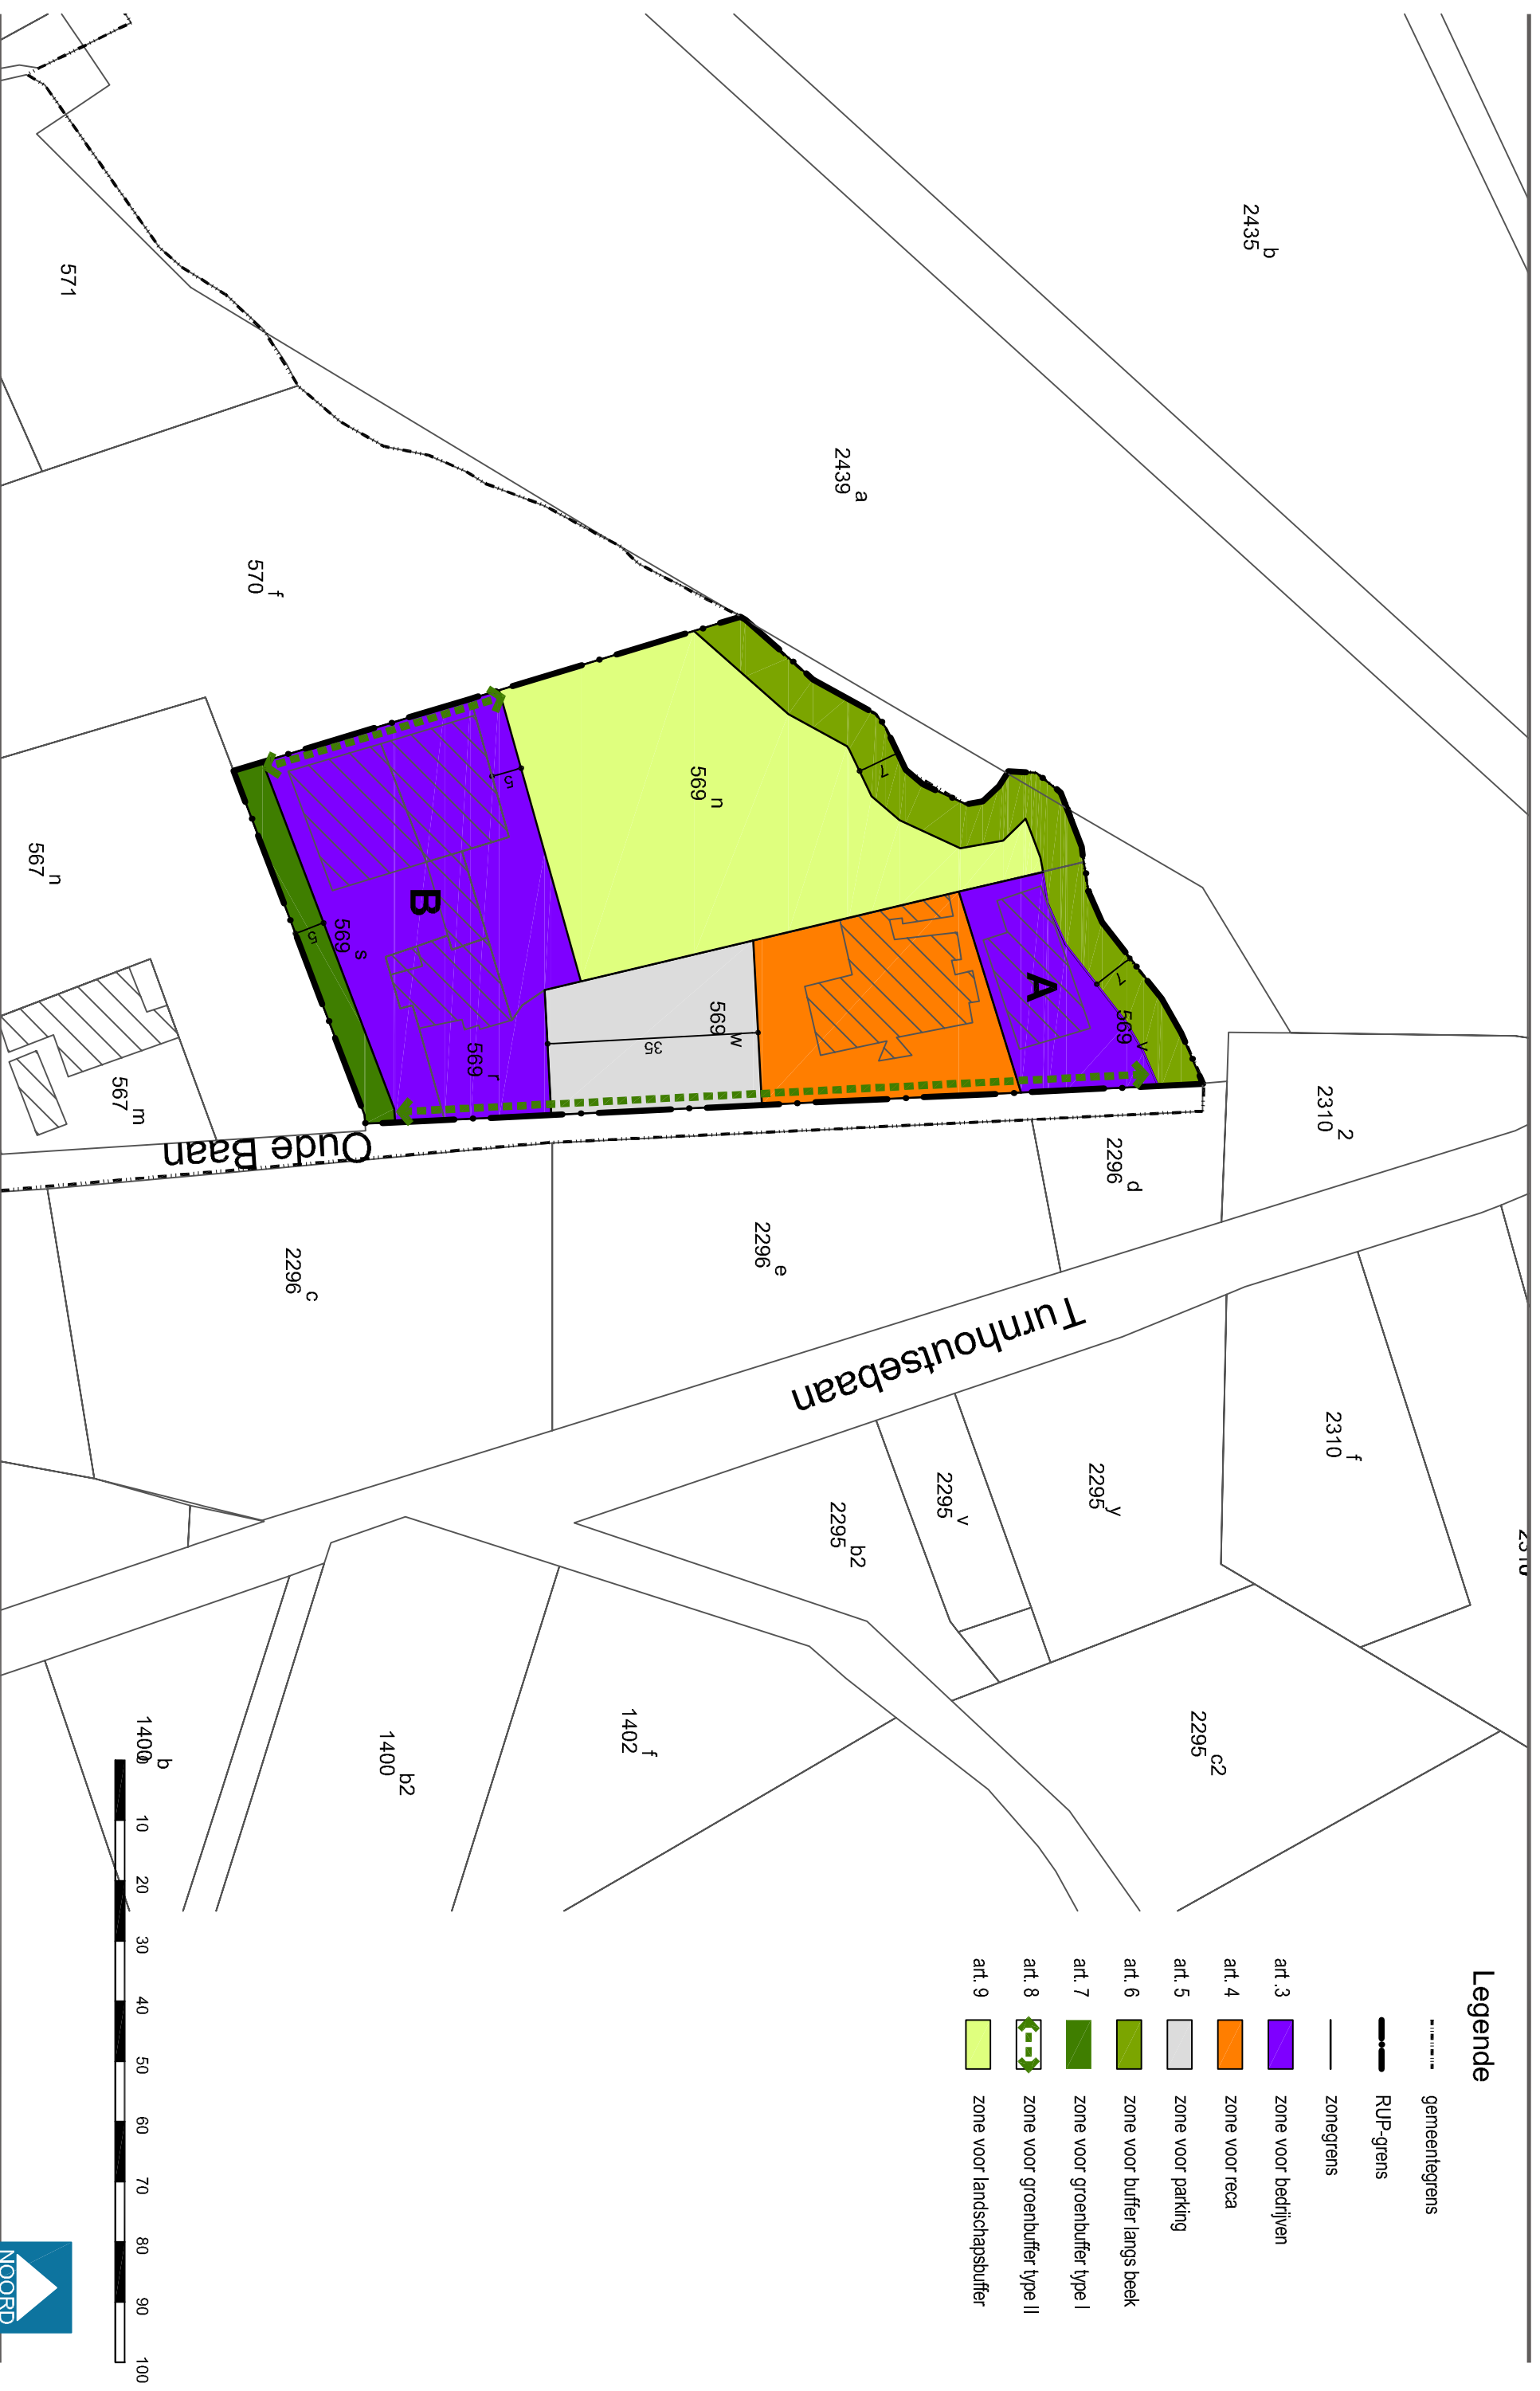 2435 b
2439 a
571
570 f
567 n
567 m
569 n
569 s
569 r
569 w
569 v
A
B
7
7
5
5
35
Oude Baan
Turnhoutsebaan
2296 c
2296 e
2296 d
2310 2
2310 f
2295 y
2295 v
2295 b2
2295 c2
1402 f
1400 b2
1400 b
Legende
gemeentegrens
RUP-grens
zonegrens
art .3 zone voor bedrijven
art. 4 zone voor reca
art. 5 zone voor parking
art. 6 zone voor buffer langs beek
art. 7 zone voor groenbuffer type I
art. 8 zone voor groenbuffer type II
art. 9 zone voor landschapsbuffer
0 10 20 30 40 50 60 70 80 90 100
NOORD